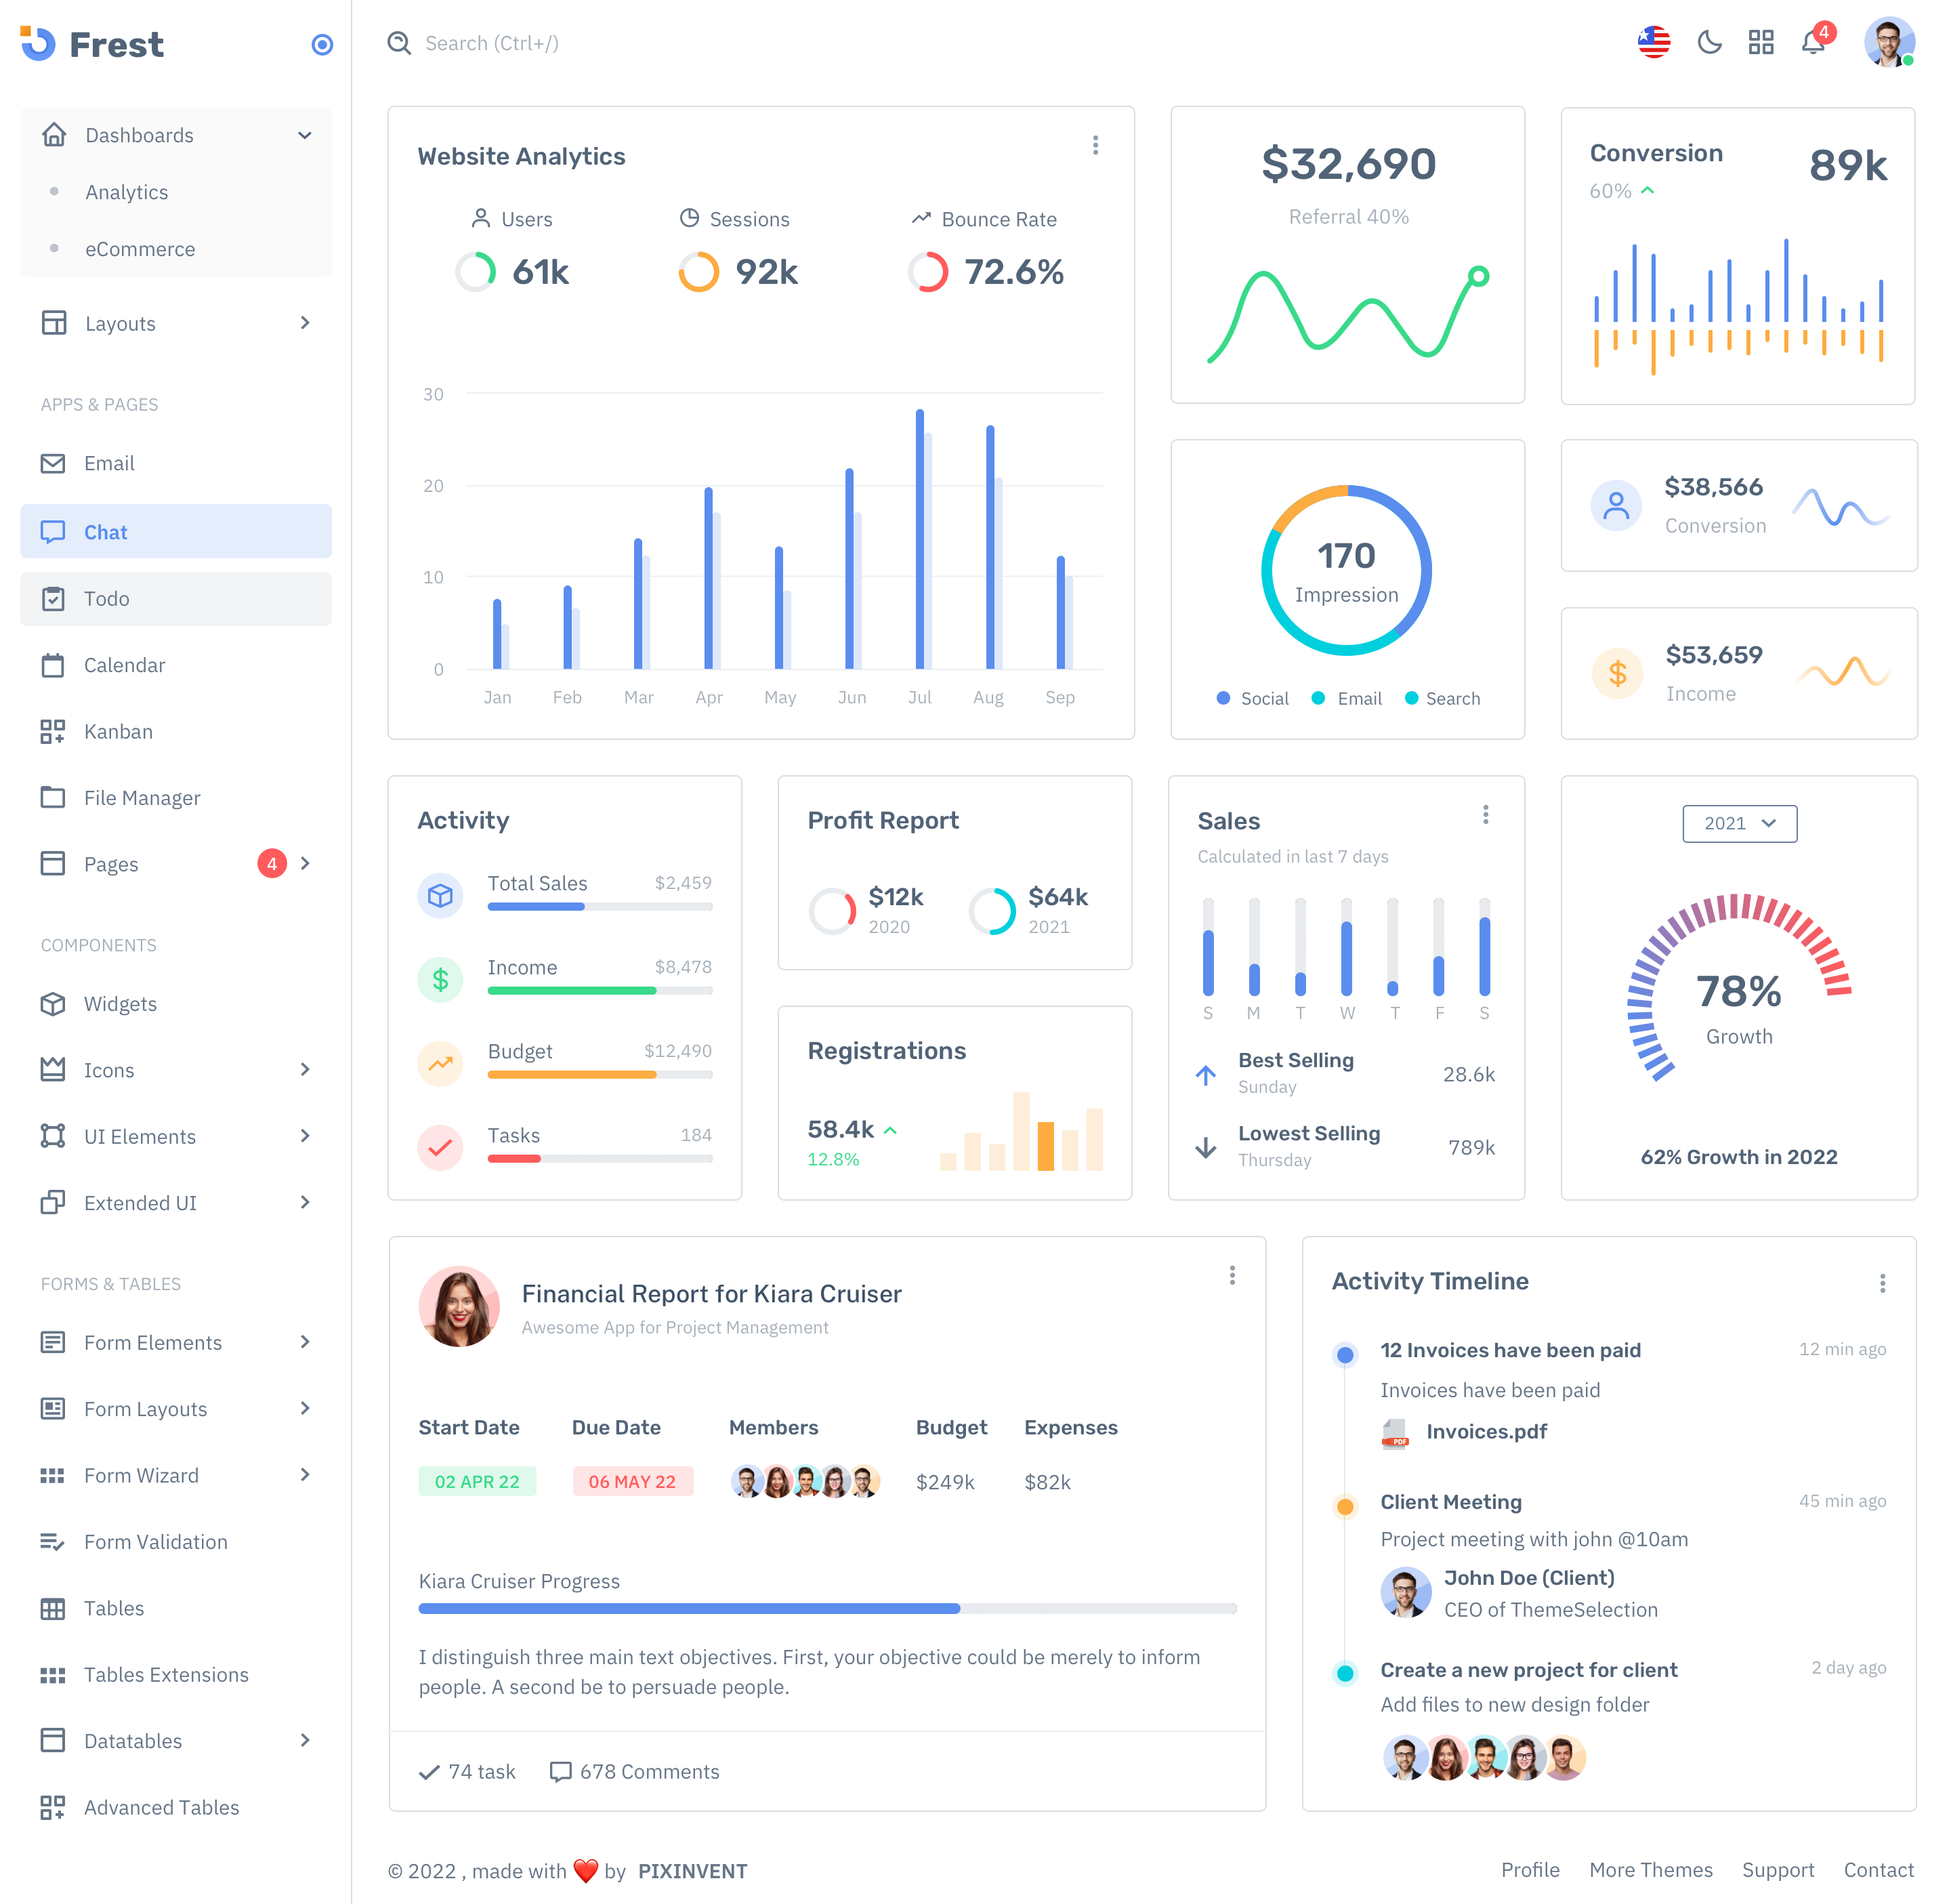 Frest
Dashboards
Analytics
eCommerce
Layouts
APPS & PAGES
Email
Chat
Todo
Calendar
Kanban
File Manager
Pages 4
COMPONENTS
Widgets
Icons
UI Elements
Extended UI
FORMS & TABLES
Form Elements
Form Layouts
Form Wizard
Form Validation
Tables
Tables Extensions
Datatables
Advanced Tables
Search (Ctrl+/)
4
Website Analytics
Users Sessions Bounce Rate
61k 92k 72.6%
30
20
10
0
Jan Feb Mar Apr May Jun Jul Aug Sep
$32,690
Referral 40%
Conversion 89k
60%
170
Impression
Social Email Search
$38,566
Conversion
$53,659
Income
Activity
Total Sales $2,459
Income $8,478
Budget $12,490
Tasks 184
Profit Report
$12k $64k
2020 2021
Registrations
58.4k
12.8%
Sales
Calculated in last 7 days
S M T W T F S
Best Selling
Sunday
28.6k
Lowest Selling
Thursday
789k
2021
78%
Growth
62% Growth in 2022
Financial Report for Kiara Cruiser
Awesome App for Project Management
Start Date Due Date Members Budget Expenses
02 APR 22 06 MAY 22 $249k $82k
Kiara Cruiser Progress
I distinguish three main text objectives. First, your objective could be merely to inform
people. A second be to persuade people.
74 task 678 Comments
Activity Timeline
12 Invoices have been paid 12 min ago
Invoices have been paid
PDF Invoices.pdf
Client Meeting 45 min ago
Project meeting with john @10am
John Doe (Client)
CEO of ThemeSelection
Create a new project for client 2 day ago
Add files to new design folder
© 2022 , made with ❤️ by PIXINVENT
Profile More Themes Support Contact